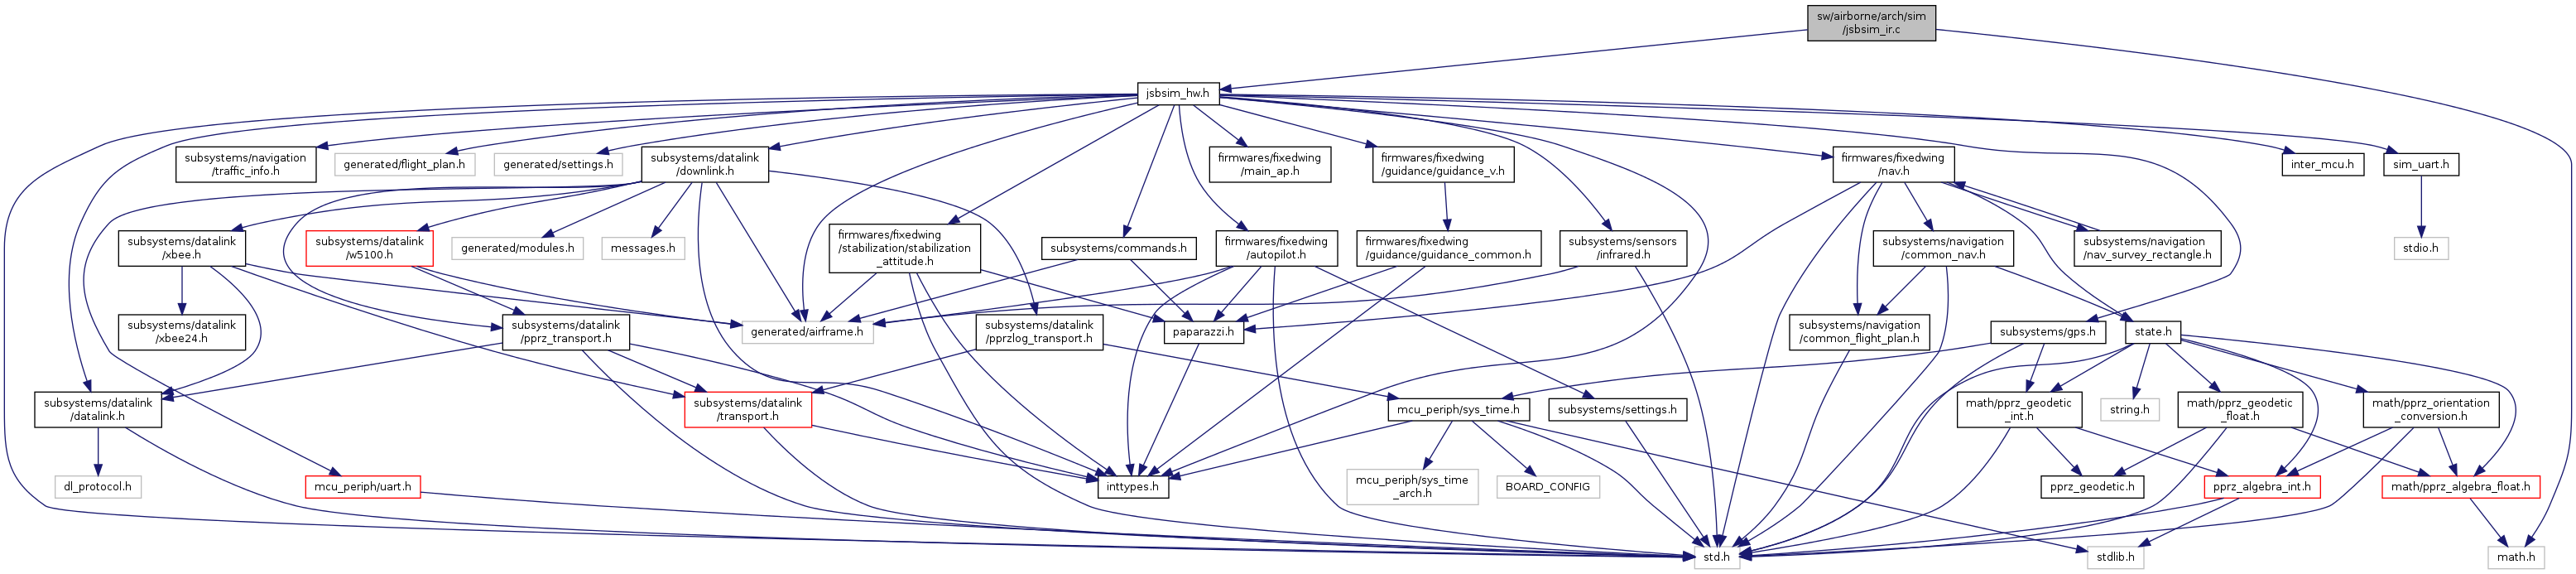 sw/airborne/arch/sim
/jsbsim_ir.c
jsbsim_hw.h
subsystems/navigation
/traffic_info.h
generated/flight_plan.h
generated/settings.h
subsystems/datalink
/downlink.h
firmwares/fixedwing
/main_ap.h
firmwares/fixedwing
/guidance/guidance_v.h
firmwares/fixedwing
/nav.h
inter_mcu.h
sim_uart.h
subsystems/datalink
/xbee.h
subsystems/datalink
/w5100.h
generated/modules.h
messages.h
firmwares/fixedwing
/stabilization/stabilization
_attitude.h
subsystems/commands.h
firmwares/fixedwing
/autopilot.h
firmwares/fixedwing
/guidance/guidance_common.h
subsystems/sensors
/infrared.h
subsystems/navigation
/common_nav.h
subsystems/navigation
/nav_survey_rectangle.h
stdio.h
subsystems/datalink
/xbee24.h
subsystems/datalink
/pprz_transport.h
generated/airframe.h
subsystems/datalink
/pprzlog_transport.h
paparazzi.h
subsystems/navigation
/common_flight_plan.h
subsystems/gps.h
state.h
subsystems/datalink
/datalink.h
subsystems/datalink
/transport.h
mcu_periph/sys_time.h
subsystems/settings.h
math/pprz_geodetic
_int.h
string.h
math/pprz_geodetic
_float.h
math/pprz_orientation
_conversion.h
dl_protocol.h
mcu_periph/uart.h
inttypes.h
mcu_periph/sys_time
_arch.h
BOARD_CONFIG
pprz_geodetic.h
pprz_algebra_int.h
math/pprz_algebra_float.h
std.h
stdlib.h
math.h